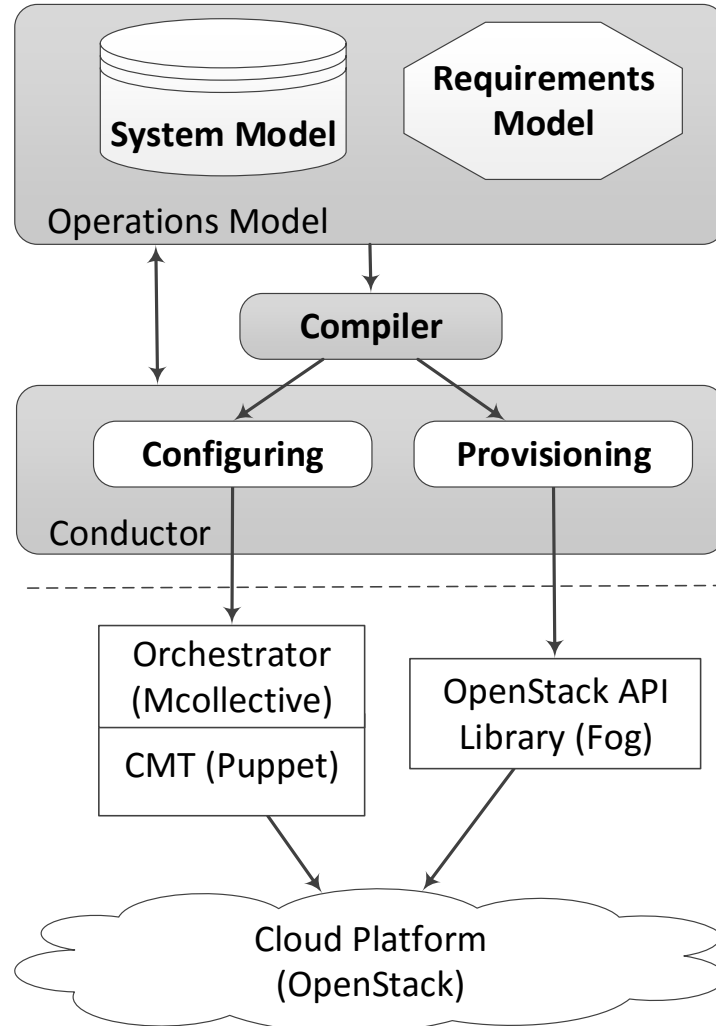 System Model
Requirements
Model
Operations Model
Compiler
Configuring
Provisioning
Conductor
Orchestrator
(Mcollective)
CMT (Puppet)
OpenStack API
Library (Fog)
Cloud Platform
(OpenStack)